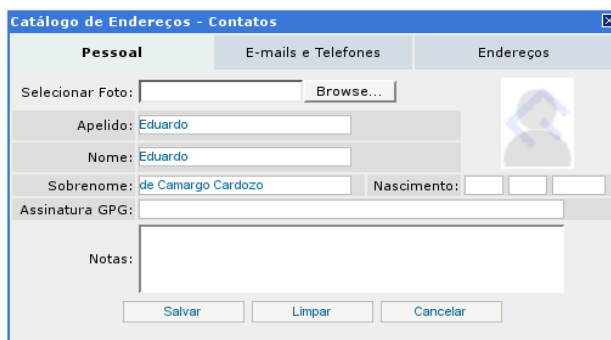 Catálogo de Endereços - Contatos
Pessoal E-mails e Telefones Endereços
Selecionar Foto: Browse...
Apelido: Eduardo
Nome: Eduardo
Sobrenome: de Camargo Cardozo Nascimento:
Assinatura GPG:
Notas:
Salvar Limpar Cancelar